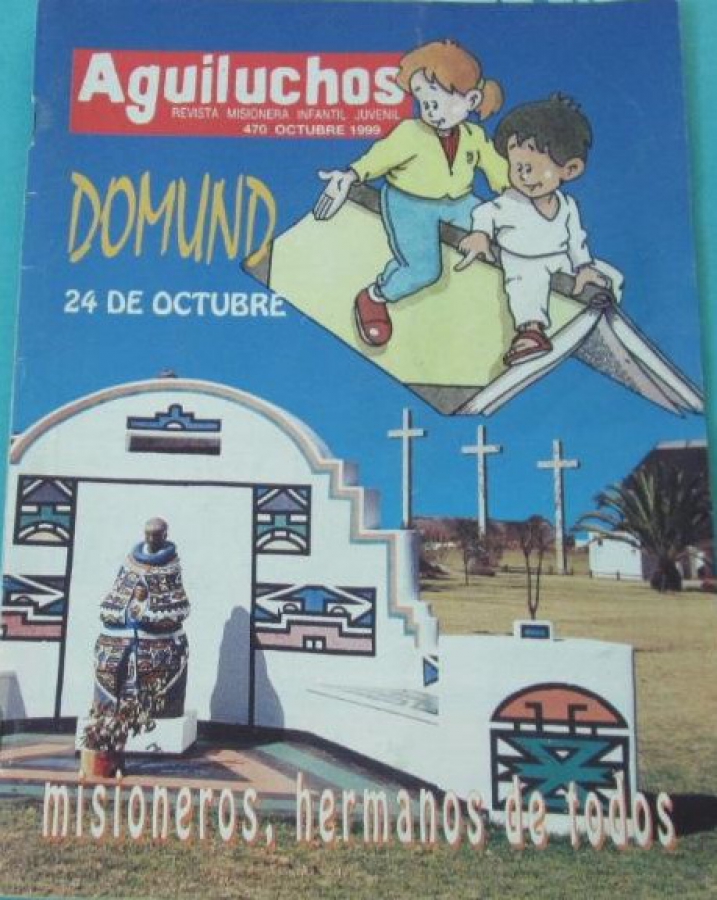 Aguiluchos
REVISTA MISIONERA INFANTIL JUVENIL
470 OCTUBRE 1999
DOMUND
24 DE OCTUBRE
misioneros, hermanos de todos